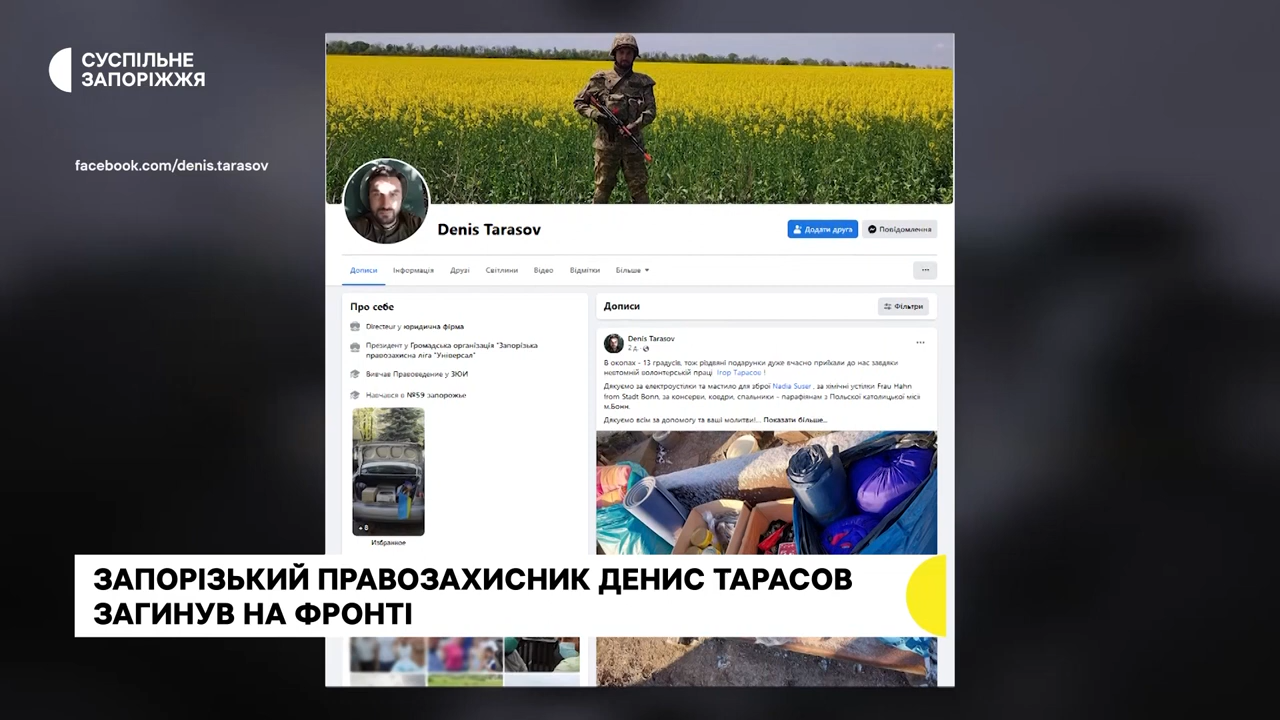 СУСПІЛЬНЕ
ЗАПОРІЖЖЯ
facebook.com/denis.tarasov
Denis Tarasov
Додати друга
Повідомлення
Дописи
Інформація
Друзі
Світлини
Відео
Відмітки
Більше
Про себе
Directeur у юридична фірма
Президент у Громадська організація "Запорізька
правозахисна ліга "Універсал"
Вивчав Правоведение у ЗЮИ
Навчався в №59 запорожье
+ 8
Избранное
Дописи
Фільтри
Denis Tarasov
2 д.
В окопах - 13 градусів, тож різдвяні подарунки дуже вчасно приїхали до нас завдяки
невтомній волонтерській праці Ігор Тарасов !
Дякуємо за електроустілки та мастило для зброї Nadia Suser , за хімічні устілки Frau Hahn
from Stadt Bonn, за консерви, ковдри, спальники - парафіянам з Польскої католицької місії
м.Бонн.
Дякуємо всім за допомогу та ваші молитви!... Показати більше...
ЗАПОРІЗЬКИЙ ПРАВОЗАХИСНИК ДЕНИС ТАРАСОВ
ЗАГИНУВ НА ФРОНТІ